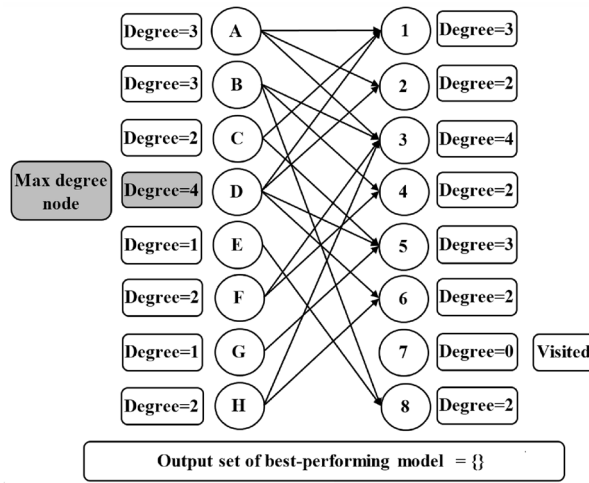 Degree=3 A 1 Degree=3
Degree=3 B 2 Degree=2
Degree=2 C 3 Degree=4
Max degree
node
Degree=4 D 4 Degree=2
Degree=1 E 5 Degree=3
Degree=2 F 6 Degree=2
Degree=1 G 7 Degree=0 Visited
Degree=2 H 8 Degree=2
Output set of best-performing model = {}